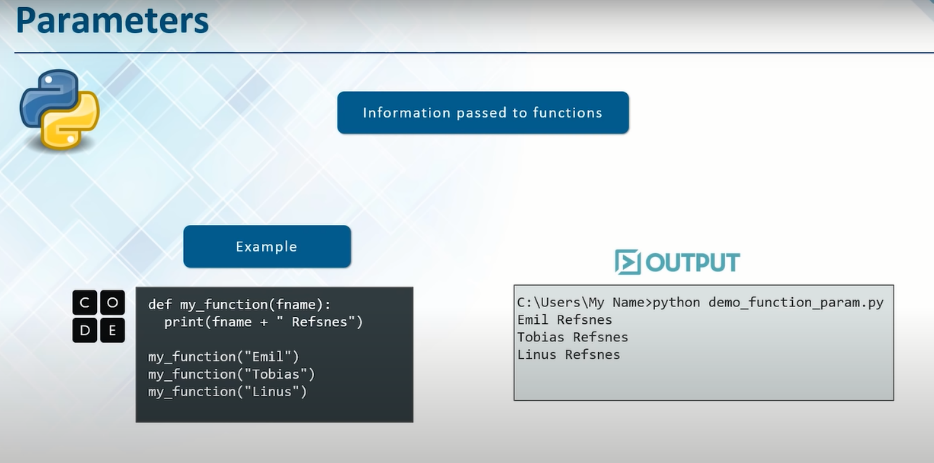 Parameters
Information passed to functions
Example
CODE
def my_function(fname):
  print(fname + " Refsnes")
my_function("Emil")
my_function("Tobias")
my_function("Linus")
OUTPUT
C:\Users\My Name>python demo_function_param.py
Emil Refsnes
Tobias Refsnes
Linus Refsnes